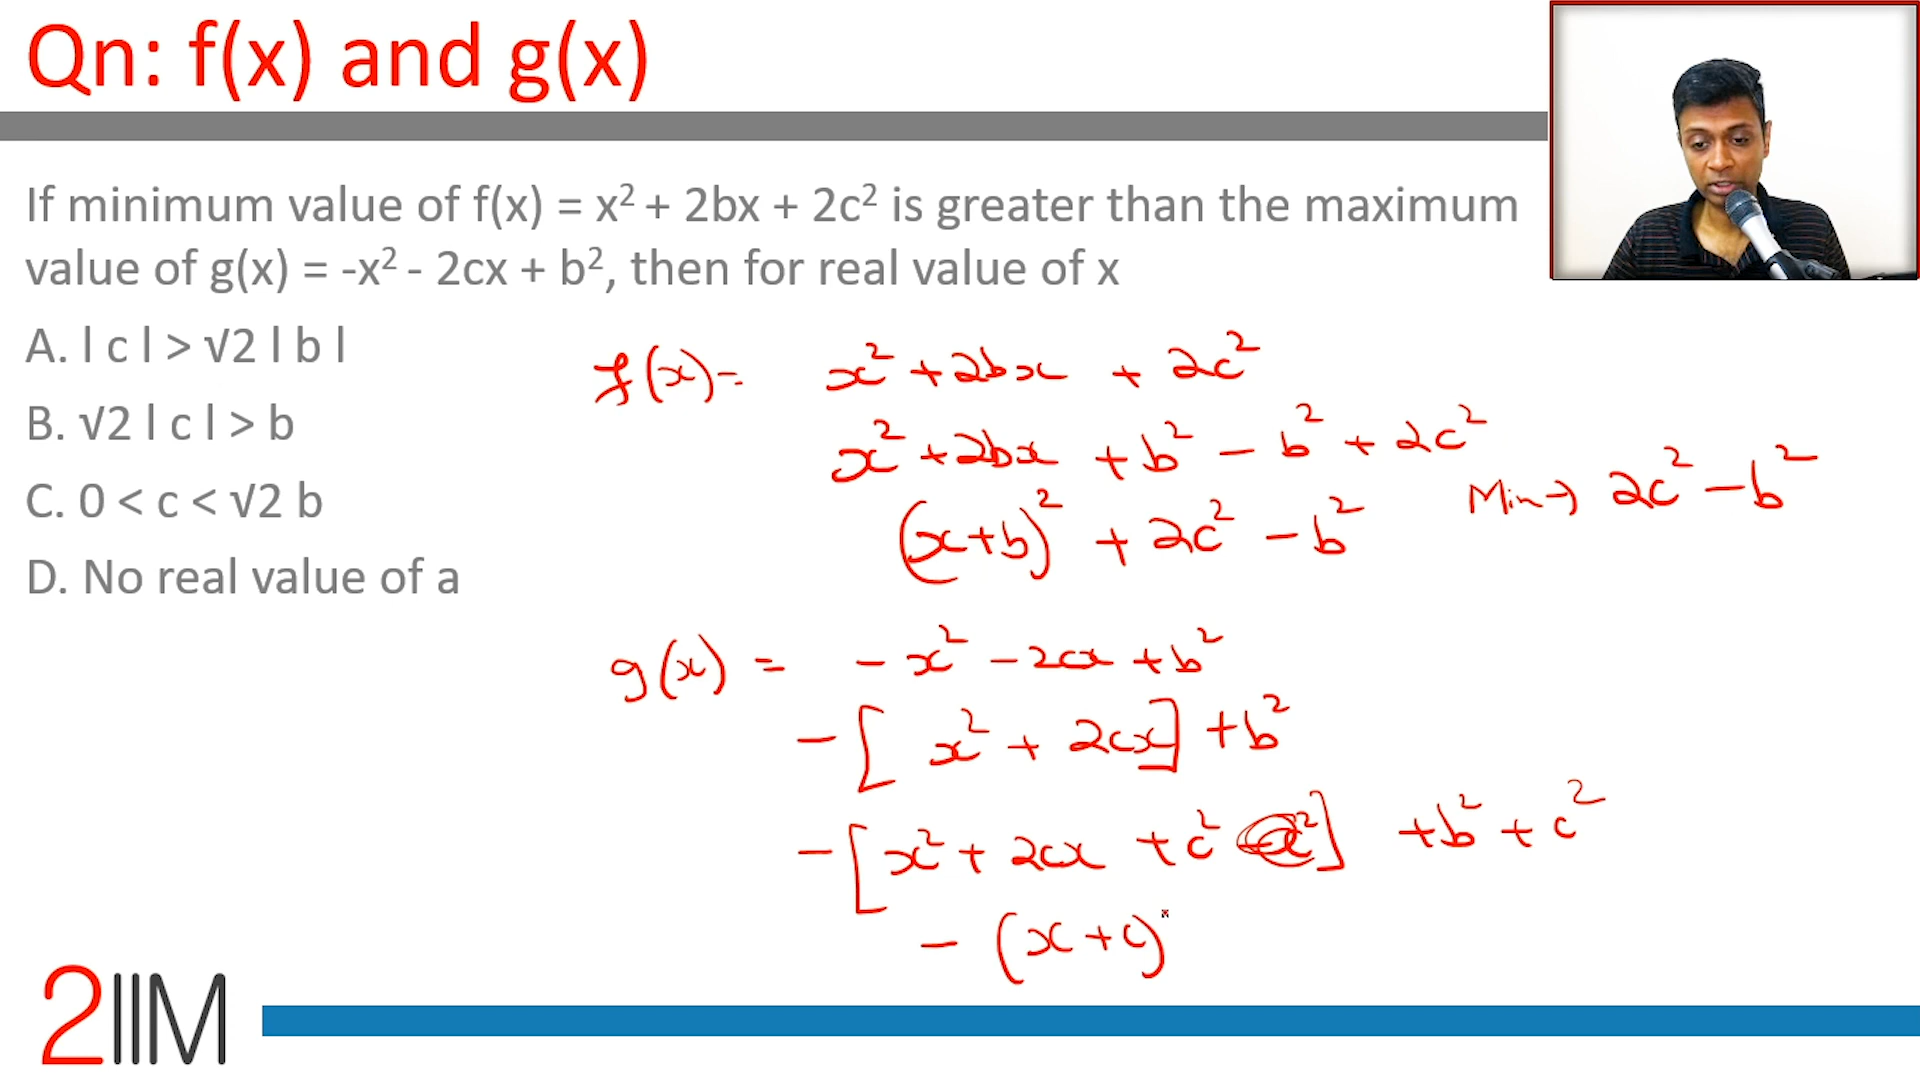 Qn: f(x) and g(x)
If minimum value of f(x) = x² + 2bx + 2c² is greater than the maximum
value of g(x) = -x² - 2cx + b², then for real value of x
A. l c l > √2 l b l
B. √2 l c l > b
C. 0 < c < √2 b
D. No real value of a
f(x) = x² + 2bx + 2c²
x² + 2bx + b² - b² + 2c²
(x+b)² + 2c² - b² Min → 2c² - b²
g(x) = - x² - 2cx + b²
- [ x² + 2cx ] + b²
- [ x² + 2cx + c² ] + b² + c²
- (x + c)
2IIM